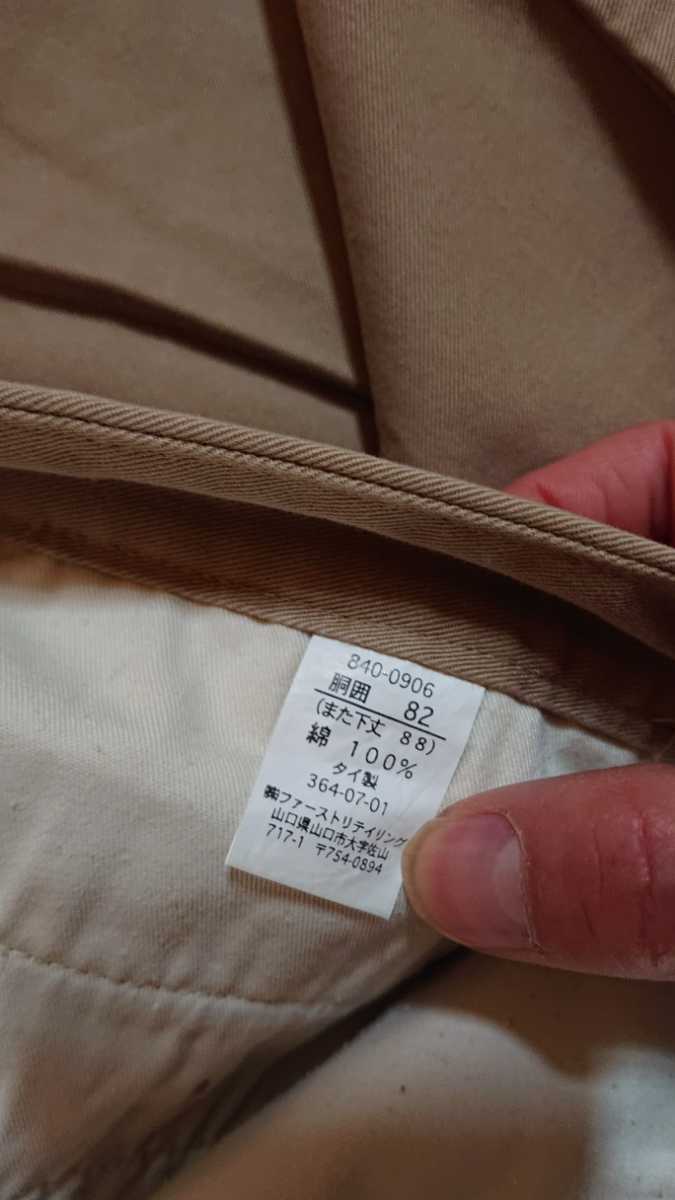 840-0906
胴囲 82
(また下丈 88)
綿 100%
タイ製
364-07-01
㈱ファーストリテイリング
山口県山口市大字佐山
717-1 〒754-0894